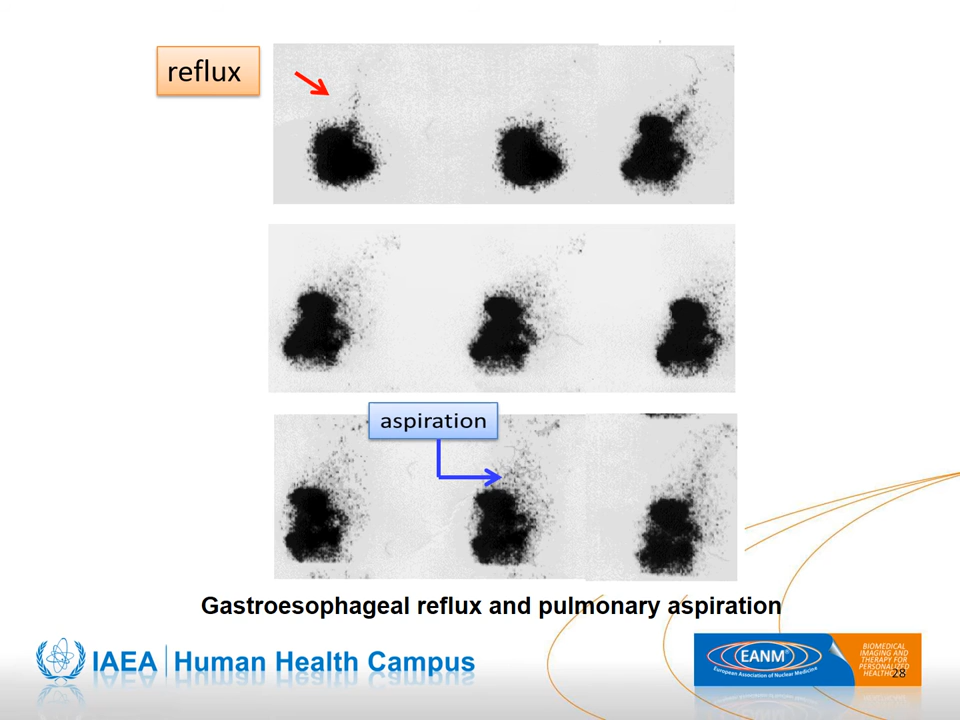 reflux
aspiration
Gastroesophageal reflux and pulmonary aspiration
IAEA Human Health Campus
EANM®
European Association of Nuclear Medicine
BIOMEDICAL
IMAGING AND
THERAPY FOR
PERSONALIZED
28